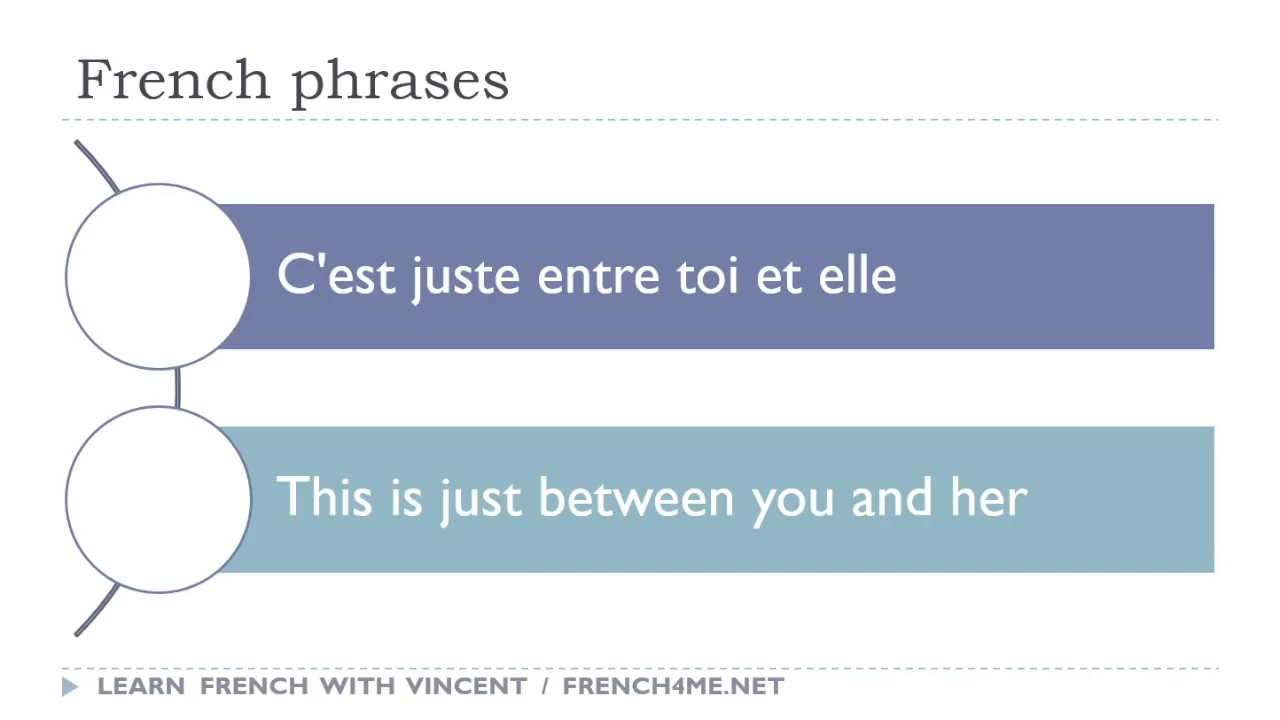 French phrases
C'est juste entre toi et elle
This is just between you and her
LEARN FRENCH WITH VINCENT / FRENCH4ME.NET